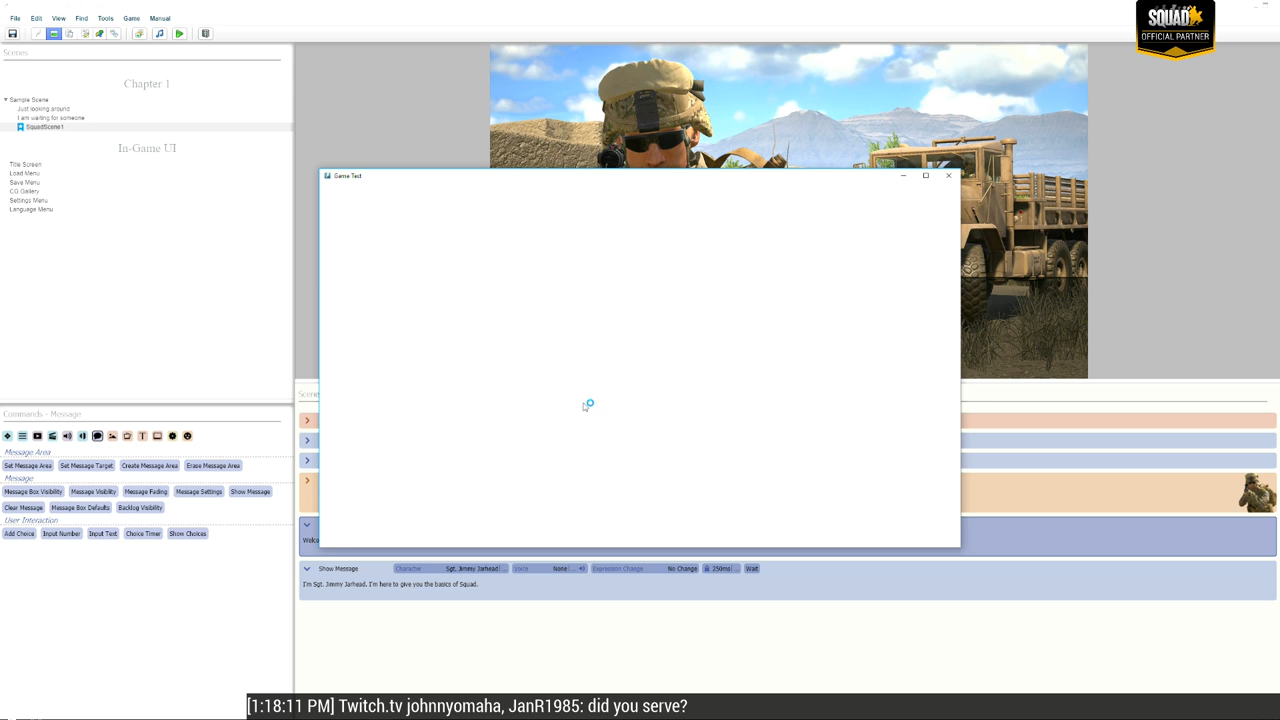 File Edit View Find Tools Game Manual
SQUAD
OFFICIAL PARTNER
Scenes
Chapter 1
Sample Scene
Just looking around
I am waiting for someone
SquadScene1
In-Game UI
Title Screen
Load Menu
Save Menu
CG Gallery
Settings Menu
Language Menu
Game Test
Scene
Commands - Message
Message Area
Set Message Area Set Message Target Create Message Area Erase Message Area
Message
Message Box Visibility Message Visibility Message Fading Message Settings Show Message
Clear Message Message Box Defaults Backlog Visibility
User Interaction
Add Choice Input Number Input Text Choice Timer Show Choices
Welco
Show Message Character Sgt. Jimmy Jarhead ... Voice None ... Expression Change No Change 250ms ... Wait
I'm Sgt. Jimmy Jarhead. I'm here to give you the basics of Squad.
[1:18:11 PM] Twitch.tv johnnyomaha, JanR1985: did you serve?